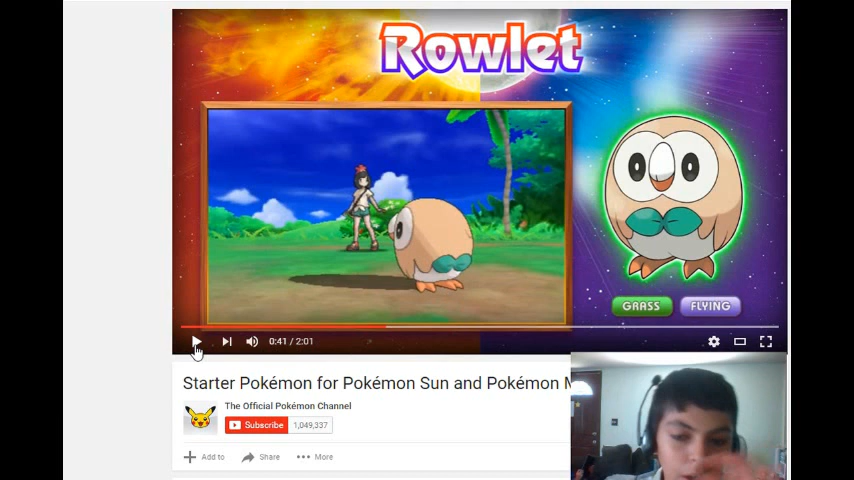 Rowlet
GRASS FLYING
0:41 / 2:01
Starter Pokémon for Pokémon Sun and Pokémon
The Official Pokémon Channel
Subscribe 1,049,337
Add to Share More